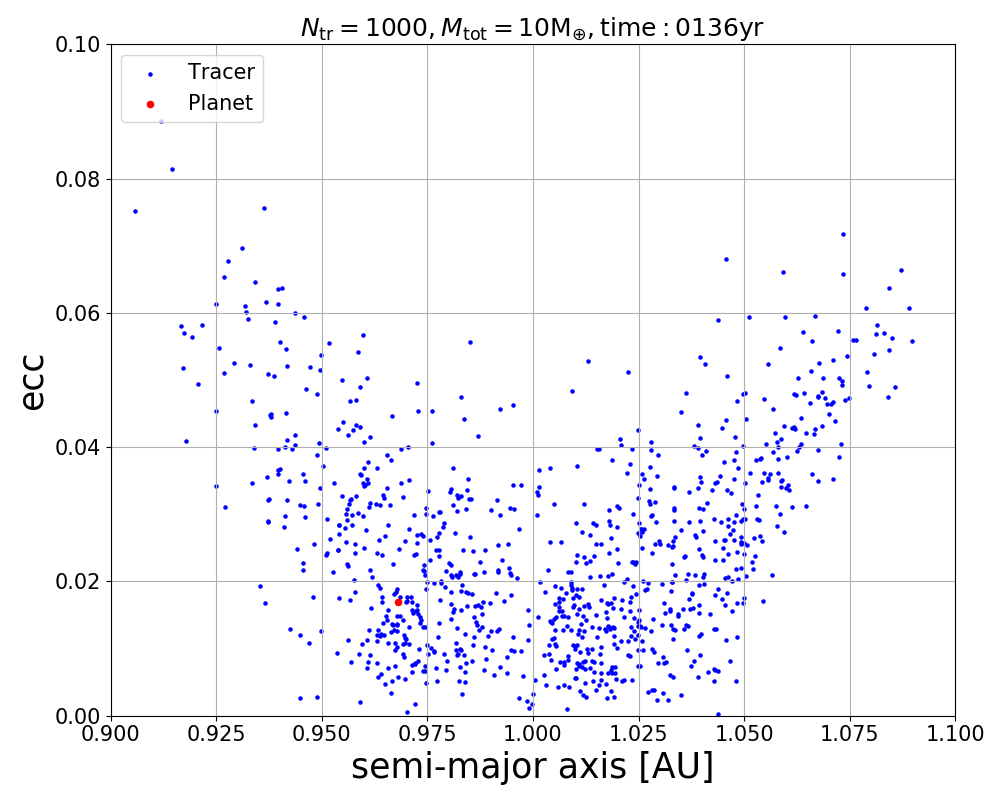 N_tr = 1000, M_tot = 10M_⊕, time : 0136yr
Tracer
Planet
0.10
0.08
0.06
0.04
0.02
0.00
ecc
0.900 0.925 0.950 0.975 1.000 1.025 1.050 1.075 1.100
semi-major axis [AU]